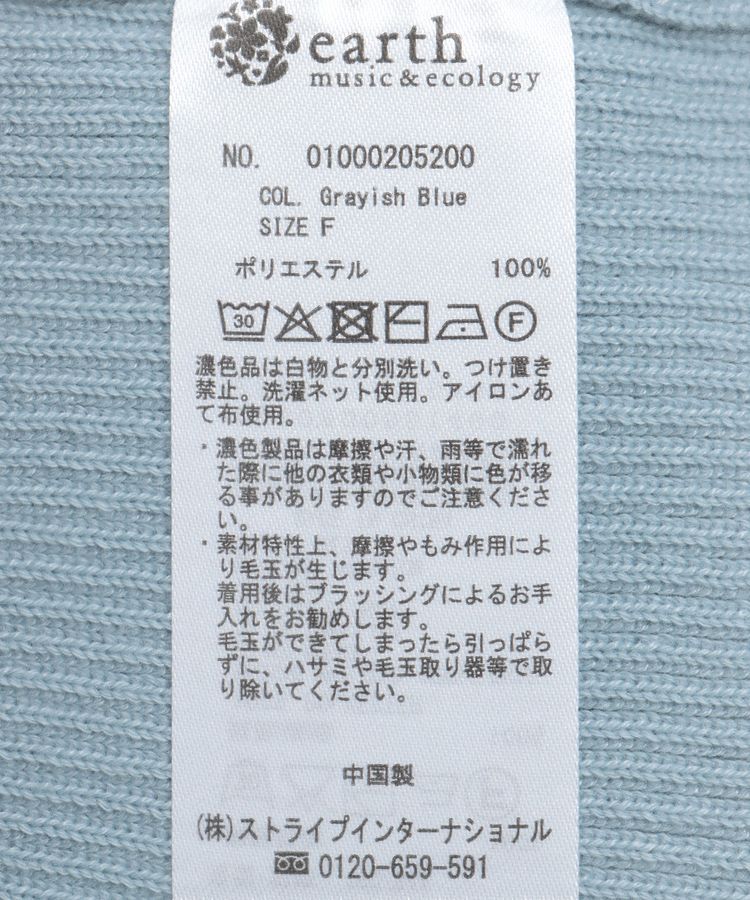 earth
music&ecology
NO. 01000205200
COL. Grayish Blue
SIZE F
ポリエステル 100%
30 F
濃色品は白物と分別洗い。つけ置き
禁止。洗濯ネット使用。アイロンあ
て布使用。
・濃色製品は摩擦や汗、雨等で濡れ
た際に他の衣類や小物類に色が移
る事がありますのでご注意くださ
い。
・素材特性上、摩擦やもみ作用によ
り毛玉が生じます。
着用後はブラッシングによるお手
入れをお勧めします。
毛玉ができてしまったら引っぱら
ずに、ハサミや毛玉取り器等で取
り除いてください。
中国製
(株)ストライプインターナショナル
0120-659-591